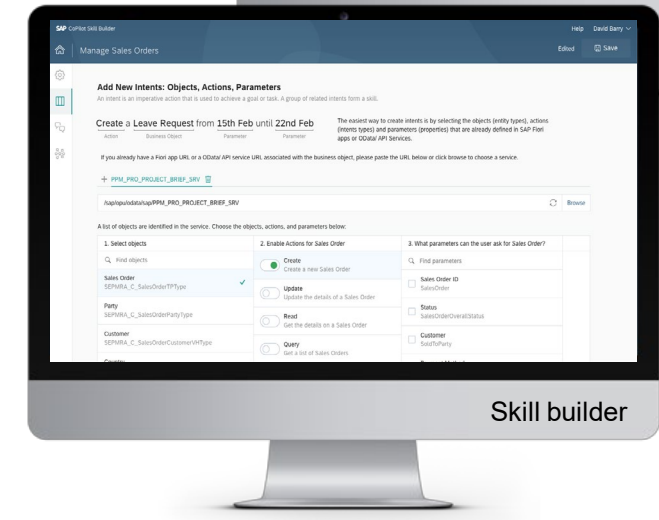 SAP CoPilot Skill Builder
Help David Barry
Manage Sales Orders
Edited Save
Add New Intents: Objects, Actions, Parameters
An intent is an imperative action that is used to achieve a goal or task. A group of related intents form a skill.
Create a Leave Request from 15th Feb until 22nd Feb
Action Business Object Parameter Parameter
The easiest way to create intents is by selecting the objects (entity types), actions
(intents types) and parameters (properties) that are already defined in SAP Fiori
apps or OData/ API Services.
If you already have a Fiori app URL or a OData/ API service URL associated with the business object, please paste the URL below or click browse to choose a service.
+ PPM_PRO_PROJECT_BRIEF_SRV
/sap/opu/odata/sap/PPM_PRO_PROJECT_BRIEF_SRV
Browse
A list of objects are identified in the service. Choose the objects, actions, and parameters below:
1. Select objects
Find objects
Sales Order
SEPMRA_C_SalesOrderTPType
Party
SEPMRA_C_SalesOrderPartyType
Customer
SEPMRA_C_SalesOrderCustomerVHType
Country
2. Enable Actions for Sales Order
Create
Create a new Sales Order
Update
Update the details of a Sales Order
Read
Get the details on a Sales Order
Query
Get a list of Sales Orders
3. What parameters can the user ask for Sales Order?
Find parameters
Sales Order ID
SalesOrder
Status
SalesOrderOverallStatus
Customer
SoldToParty
Skill builder